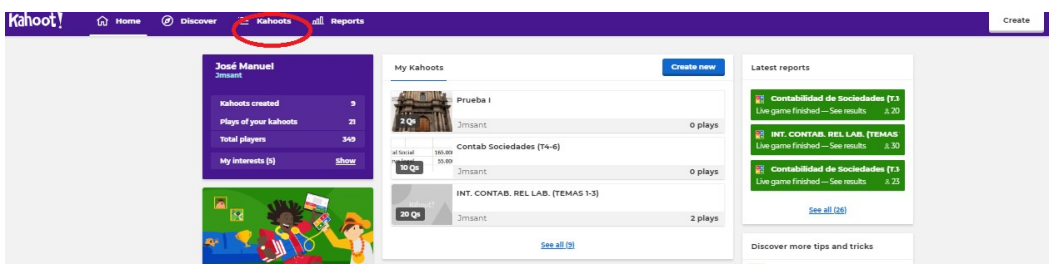 Kahoot! Home Discover Kahoots Reports Create
José Manuel
Jmsant
Kahoots created 9
Plays of your kahoots 21
Total players 349
My interests (5) Show
My Kahoots Create new
Prueba I
2 Qs Jmsant 0 plays
Contab Sociedades (T4-6)
10 Qs Jmsant 0 plays
INT. CONTAB. REL LAB. (TEMAS 1-3)
20 Qs Jmsant 2 plays
See all (9)
Latest reports
Contabilidad de Sociedades (T.
Live game finished — See results 20
INT. CONTAB. REL LAB. (TEMAS
Live game finished — See results 30
Contabilidad de Sociedades (T.
Live game finished — See results 23
See all (26)
Discover more tips and tricks